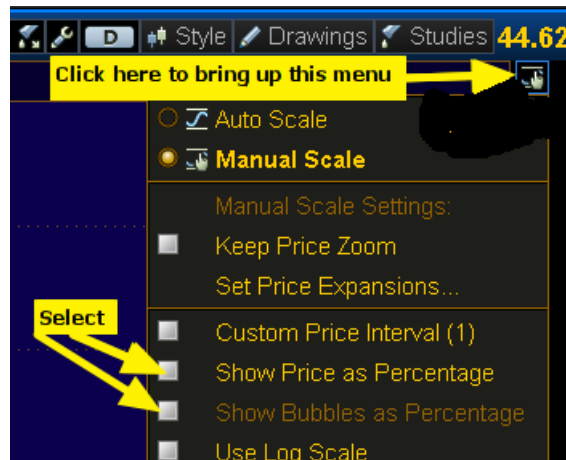 D Style Drawings Studies 44.62
Click here to bring up this menu
Auto Scale
Manual Scale
Manual Scale Settings:
Keep Price Zoom
Set Price Expansions...
Select
Custom Price Interval (1)
Show Price as Percentage
Show Bubbles as Percentage
Use Log Scale